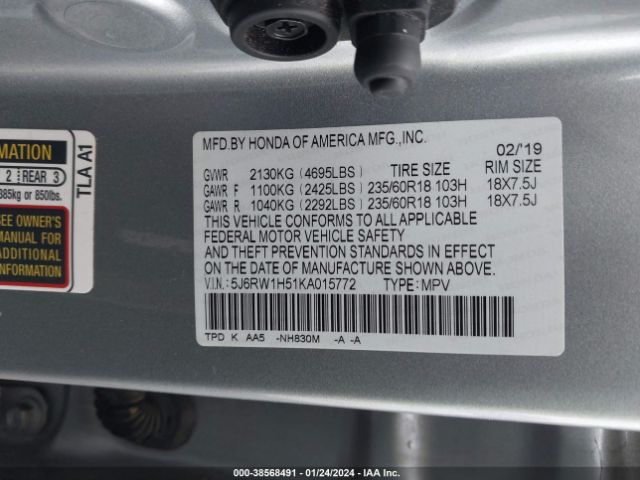 MATION
2 REAR 3
385kg or 850lbs.
SEE OWNER'S
MANUAL FOR
ADDITIONAL
INFORMATION
TLA A1
MFD.BY HONDA OF AMERICA MFG.,INC.
02/'19
GVWR 2130KG (4695LBS) TIRE SIZE RIM SIZE
GAWR F 1100KG (2425LBS) 235/60R18 103H 18X7.5J
GAWR R 1040KG (2292LBS) 235/60R18 103H 18X7.5J
THIS VEHICLE CONFORMS TO ALL APPLICABLE
FEDERAL MOTOR VEHICLE SAFETY
AND THEFT PREVENTION STANDARDS IN EFFECT
ON THE DATE OF MANUFACTURE SHOWN ABOVE.
V.I.N.: 5J6RW1H51KA015772 TYPE: MPV
TPD K AA5 -NH830M -A -A
000-38568491 - 01/24/2024 - IAA Inc.